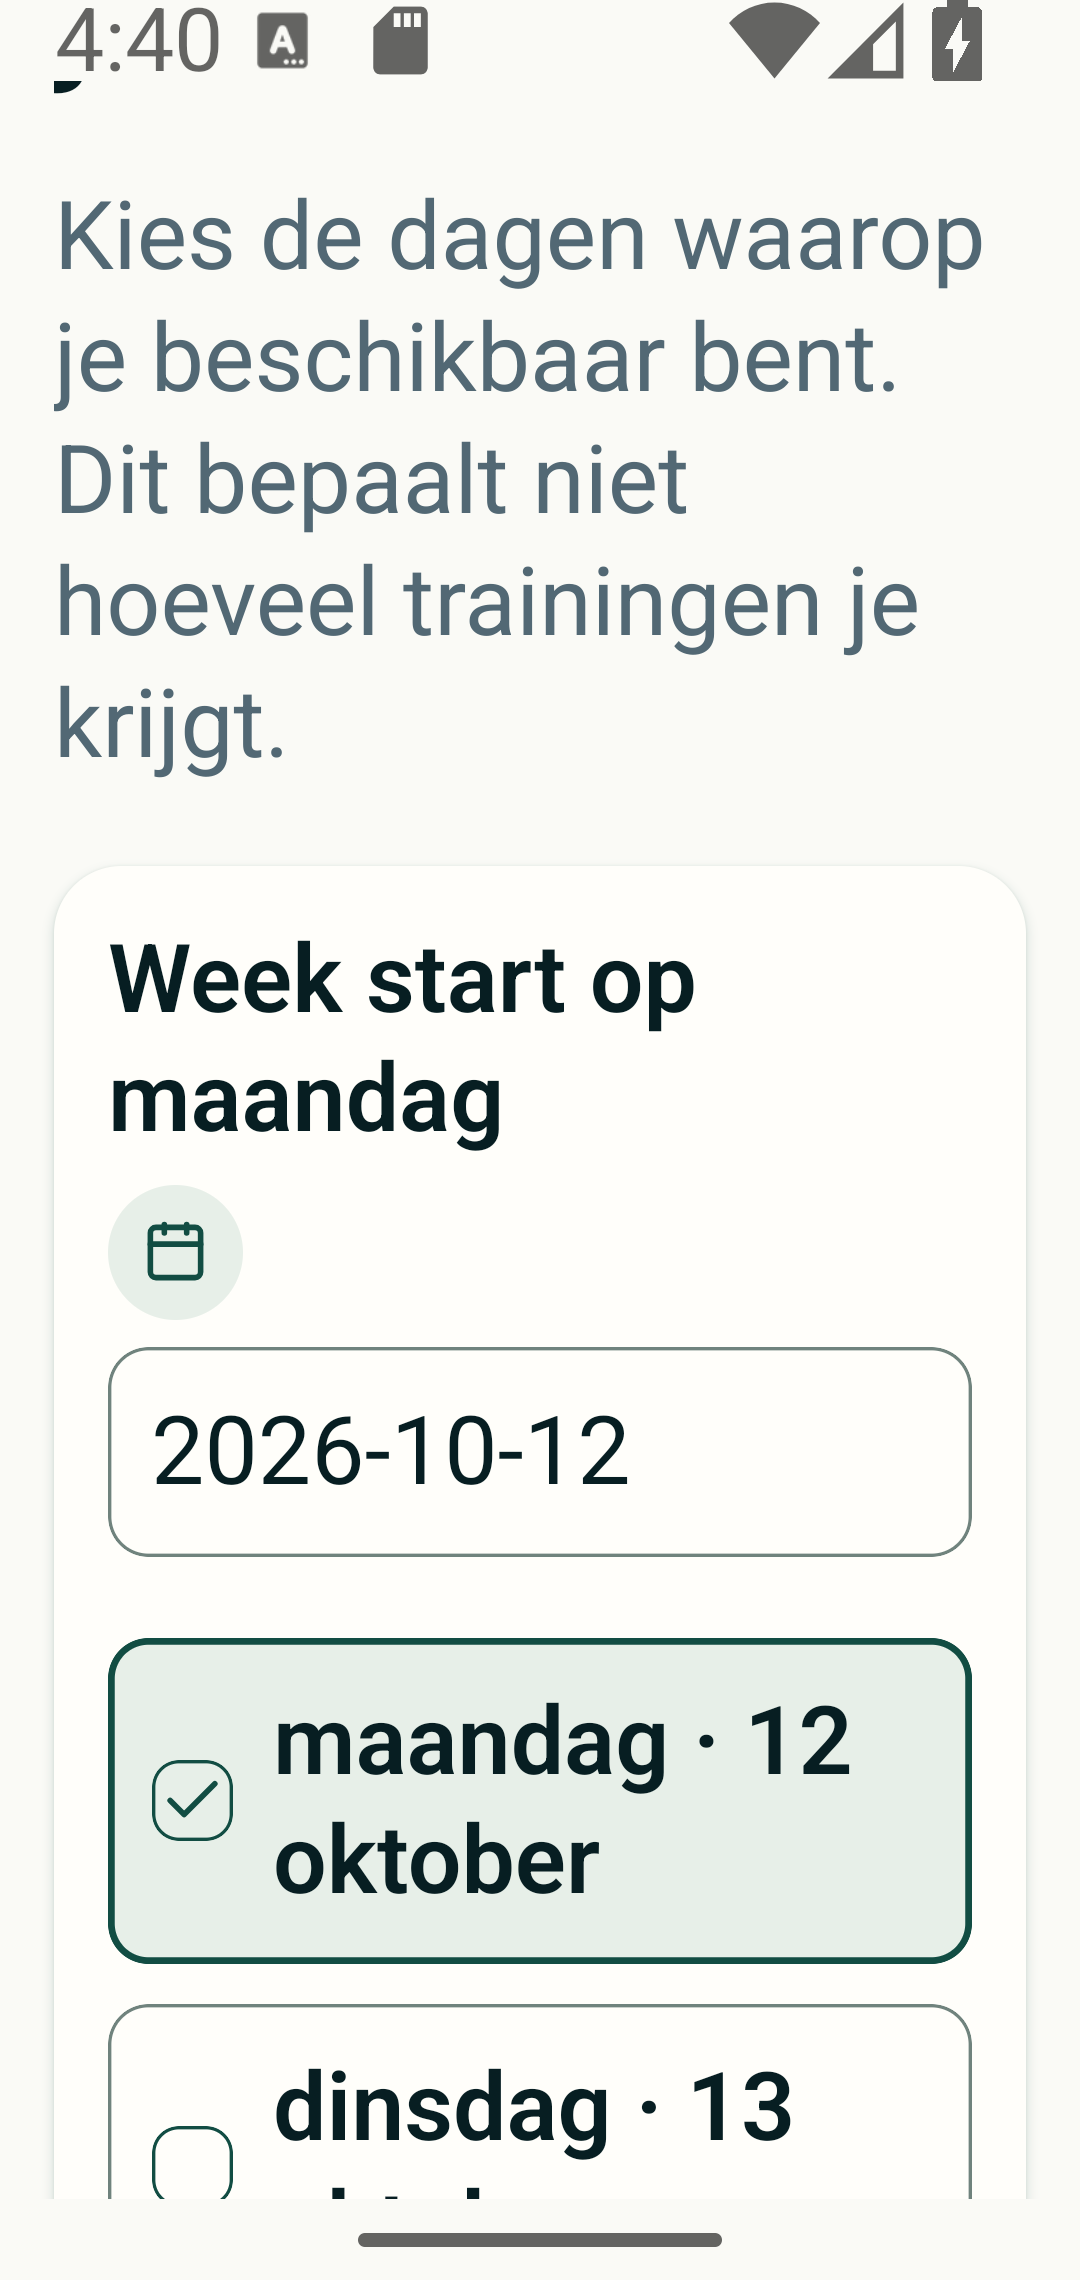 4:40
Kies de dagen waarop
je beschikbaar bent.
Dit bepaalt niet
hoeveel trainingen je
krijgt.
Week start op
maandag
2026-10-12
maandag · 12
oktober
dinsdag · 13